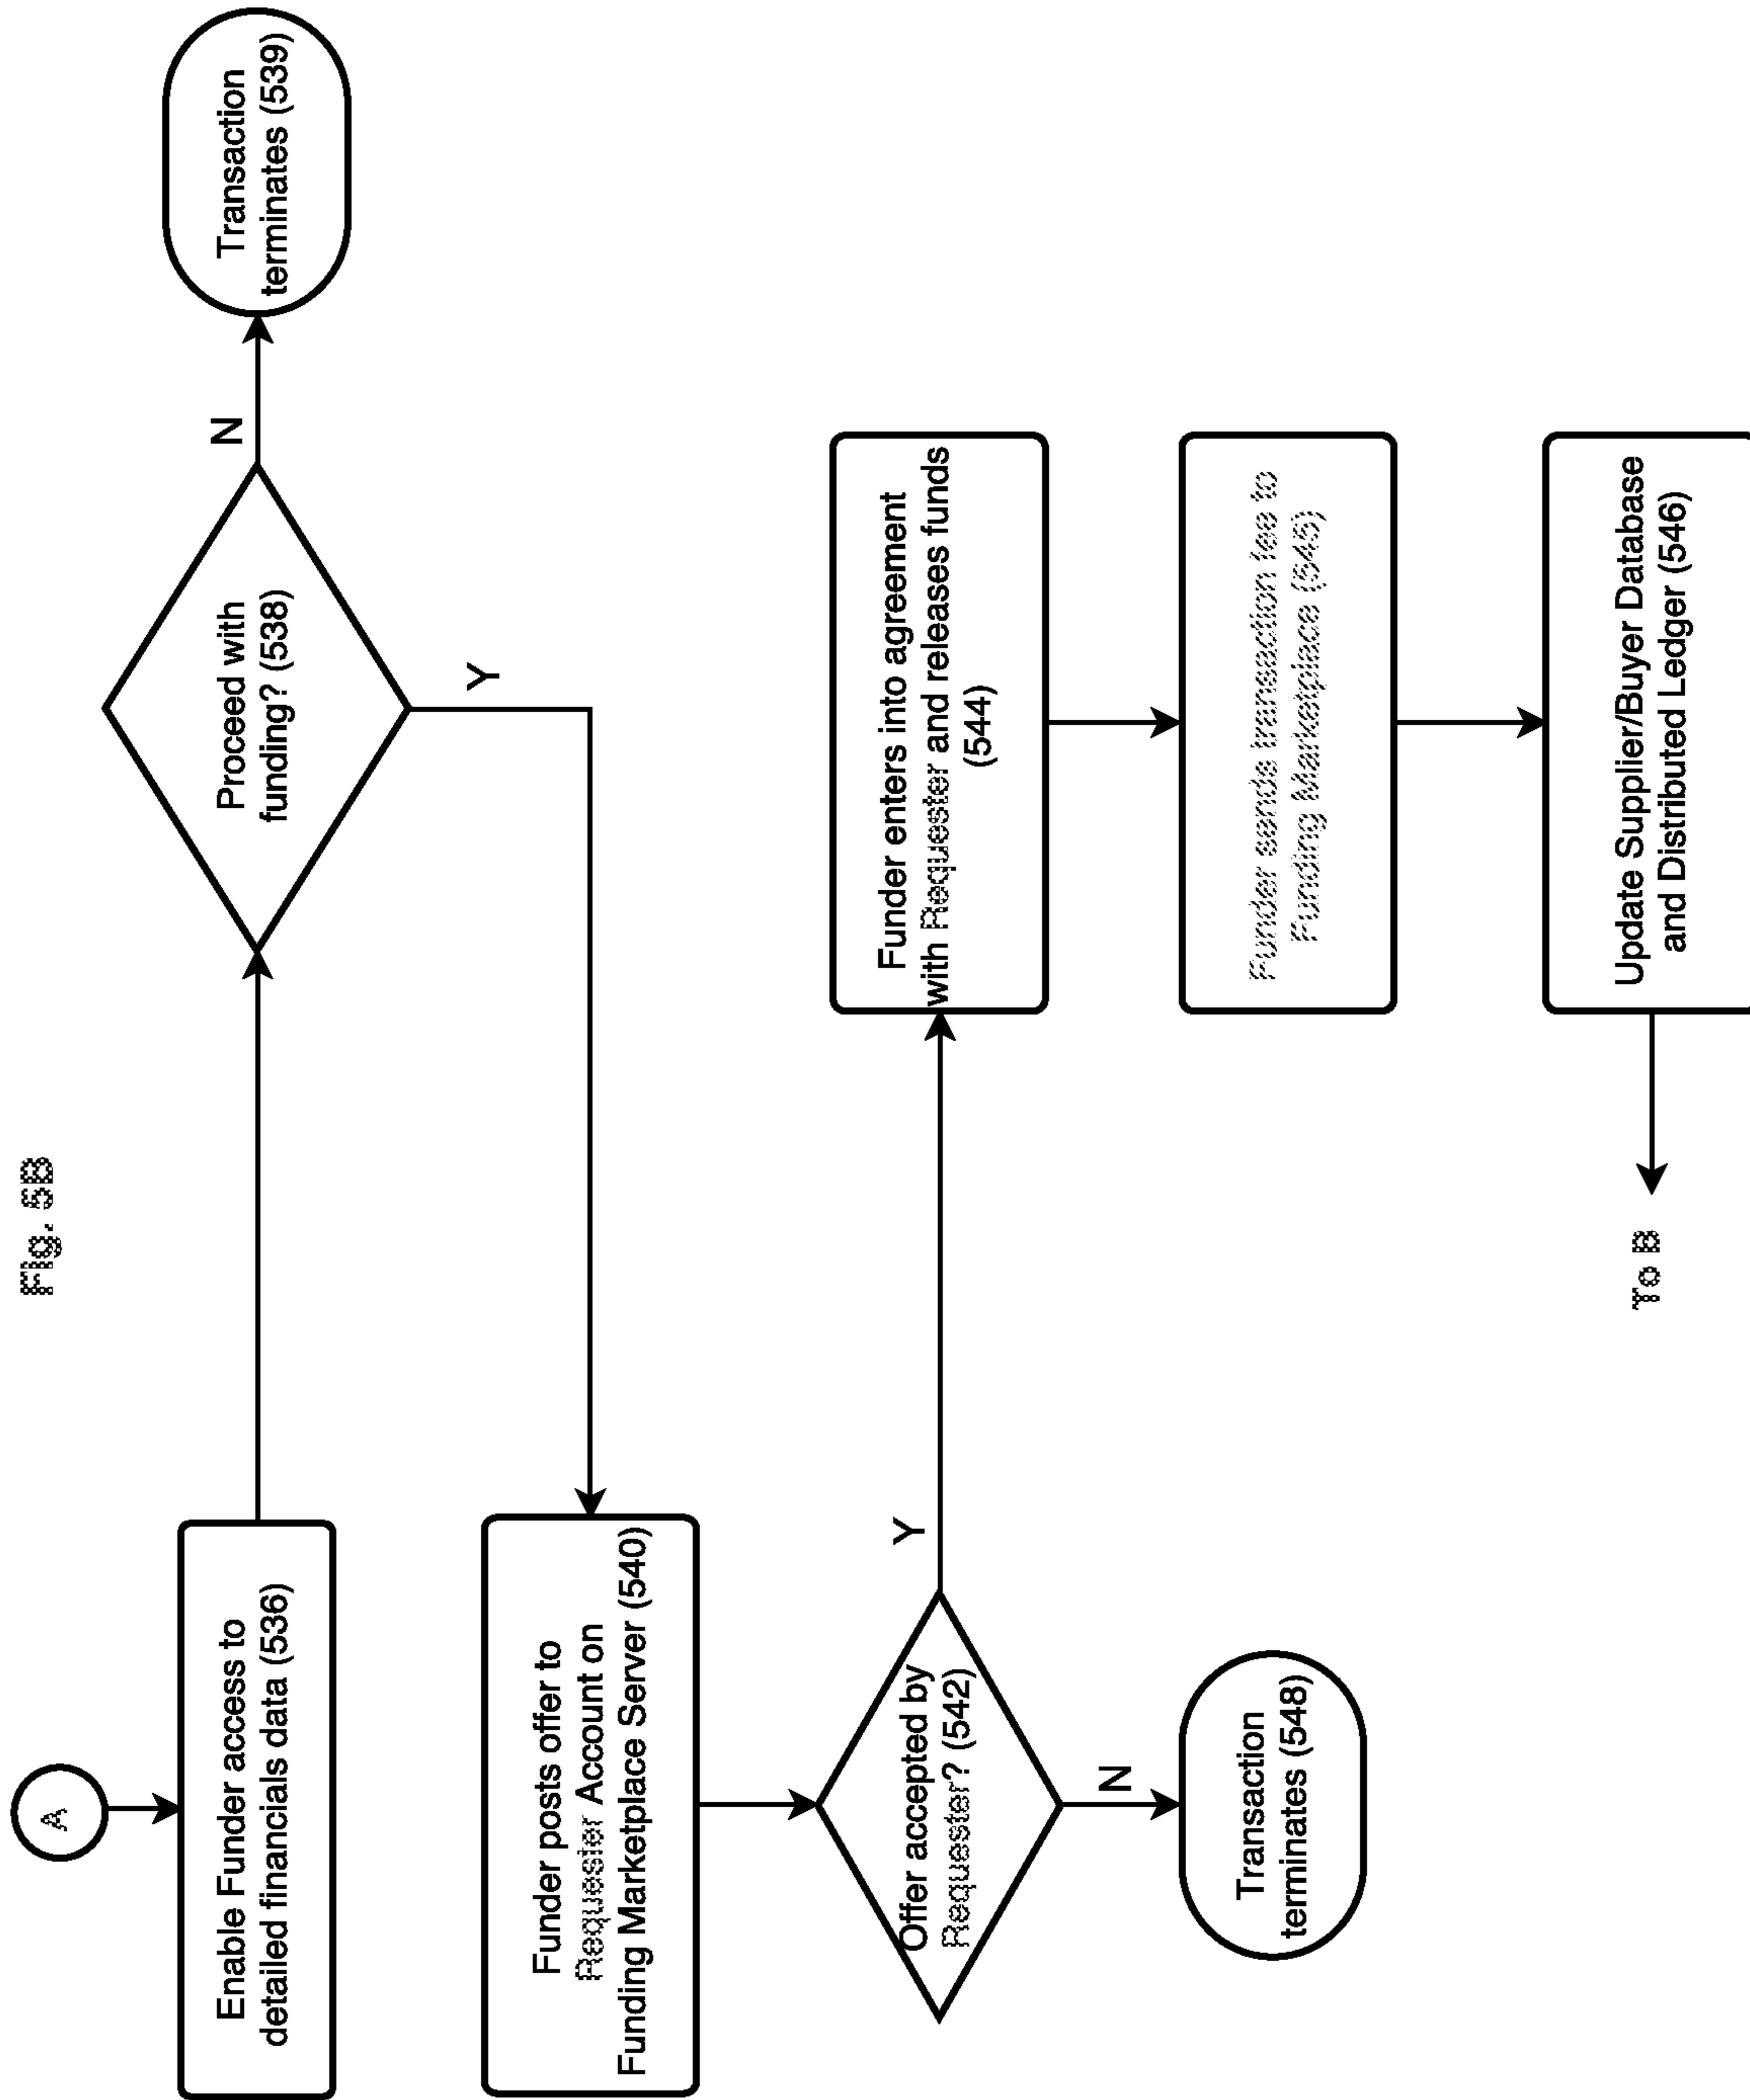 Fig. 5B
A
Enable Funder access to
detailed financials data (536)
Proceed with
funding? (538)
N
Transaction
terminates (539)
Y
Funder posts offer to
Requester Account on
Funding Marketplace Server (540)
Offer accepted by
Requester? (542)
Y
N
Transaction
terminates (548)
Funder enters into agreement
with Requester and releases funds
(544)
Funder sends transaction fee to
Funding Marketplace (545)
Update Supplier/Buyer Database
and Distributed Ledger (546)
To B